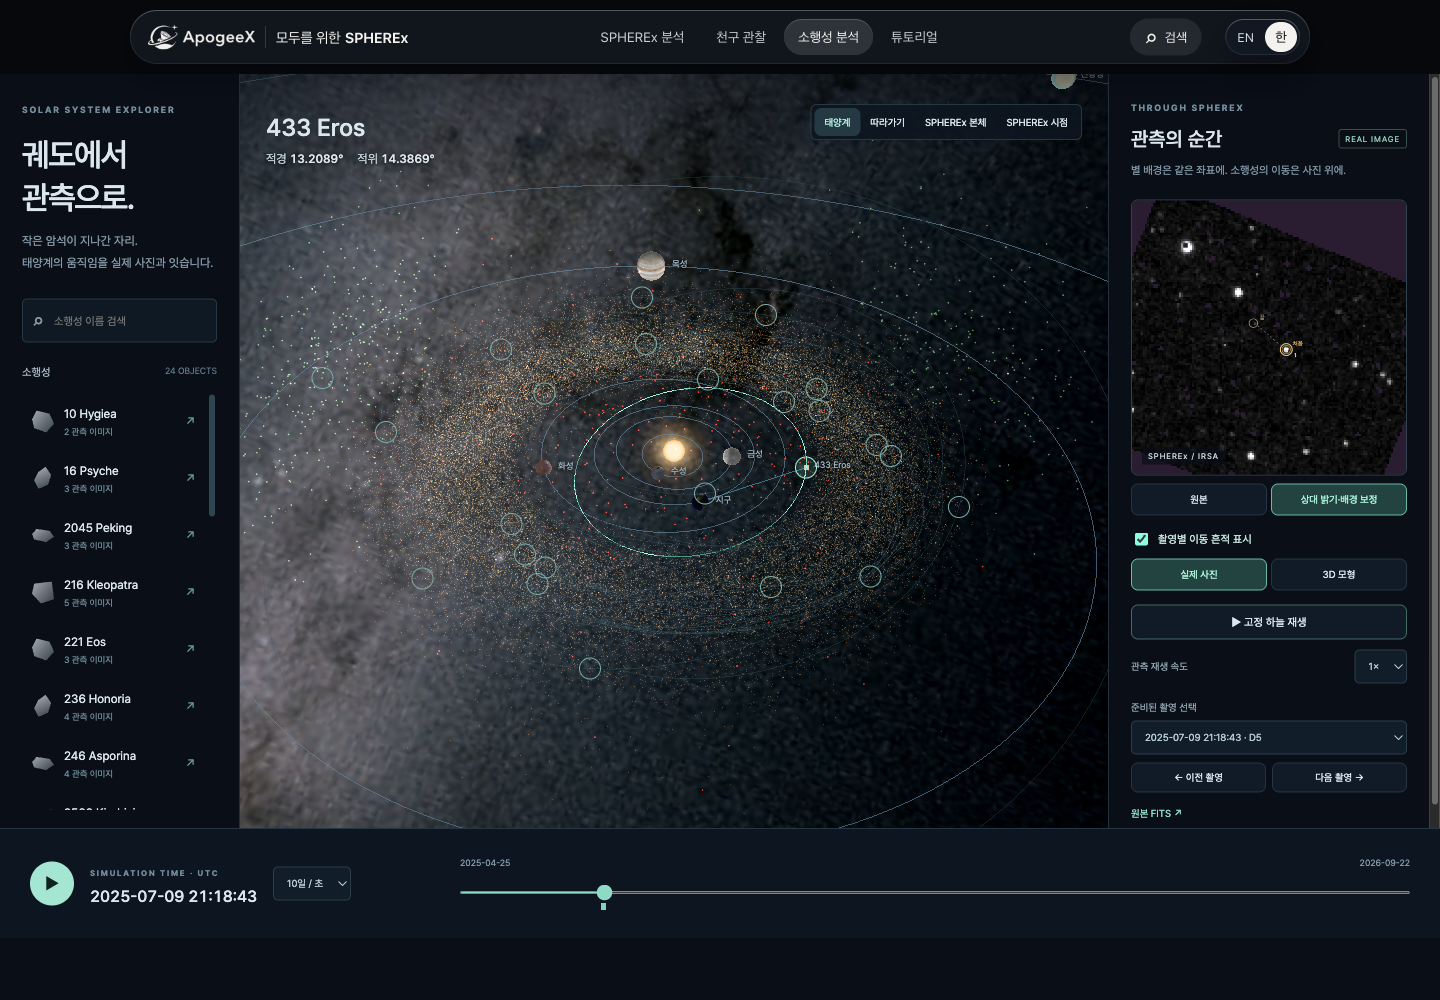 ApogeeX
모두를 위한 SPHEREx
SPHEREx 분석
천구 관찰
소행성 분석
튜토리얼
검색
EN
한
SOLAR SYSTEM EXPLORER
궤도에서
관측으로.
작은 암석이 지나간 자리.
태양계의 움직임을 실제 사진과 잇습니다.
소행성 이름 검색
소행성
24 OBJECTS
10 Hygiea
2 관측 이미지
16 Psyche
3 관측 이미지
2045 Peking
3 관측 이미지
216 Kleopatra
5 관측 이미지
221 Eos
3 관측 이미지
236 Honoria
4 관측 이미지
246 Asporina
4 관측 이미지
433 Eros
적경 13.2089° 적위 14.3869°
태양계
따라가기
SPHEREx 본체
SPHEREx 시점
목성
화성
수성
금성
지구
433 Eros
THROUGH SPHEREX
관측의 순간
REAL IMAGE
별 배경은 같은 좌표에. 소행성의 이동은 사진 위에.
처음
1
SPHEREx / IRSA
원본
상대 밝기·배경 보정
촬영별 이동 흔적 표시
실제 사진
3D 모형
▶ 고정 하늘 재생
관측 재생 속도
1×
준비된 촬영 선택
2025-07-09 21:18:43 · D5
← 이전 촬영
다음 촬영 →
원본 FITS ↗
SIMULATION TIME · UTC
2025-07-09 21:18:43
10일 / 초
2025-04-25
2026-09-22